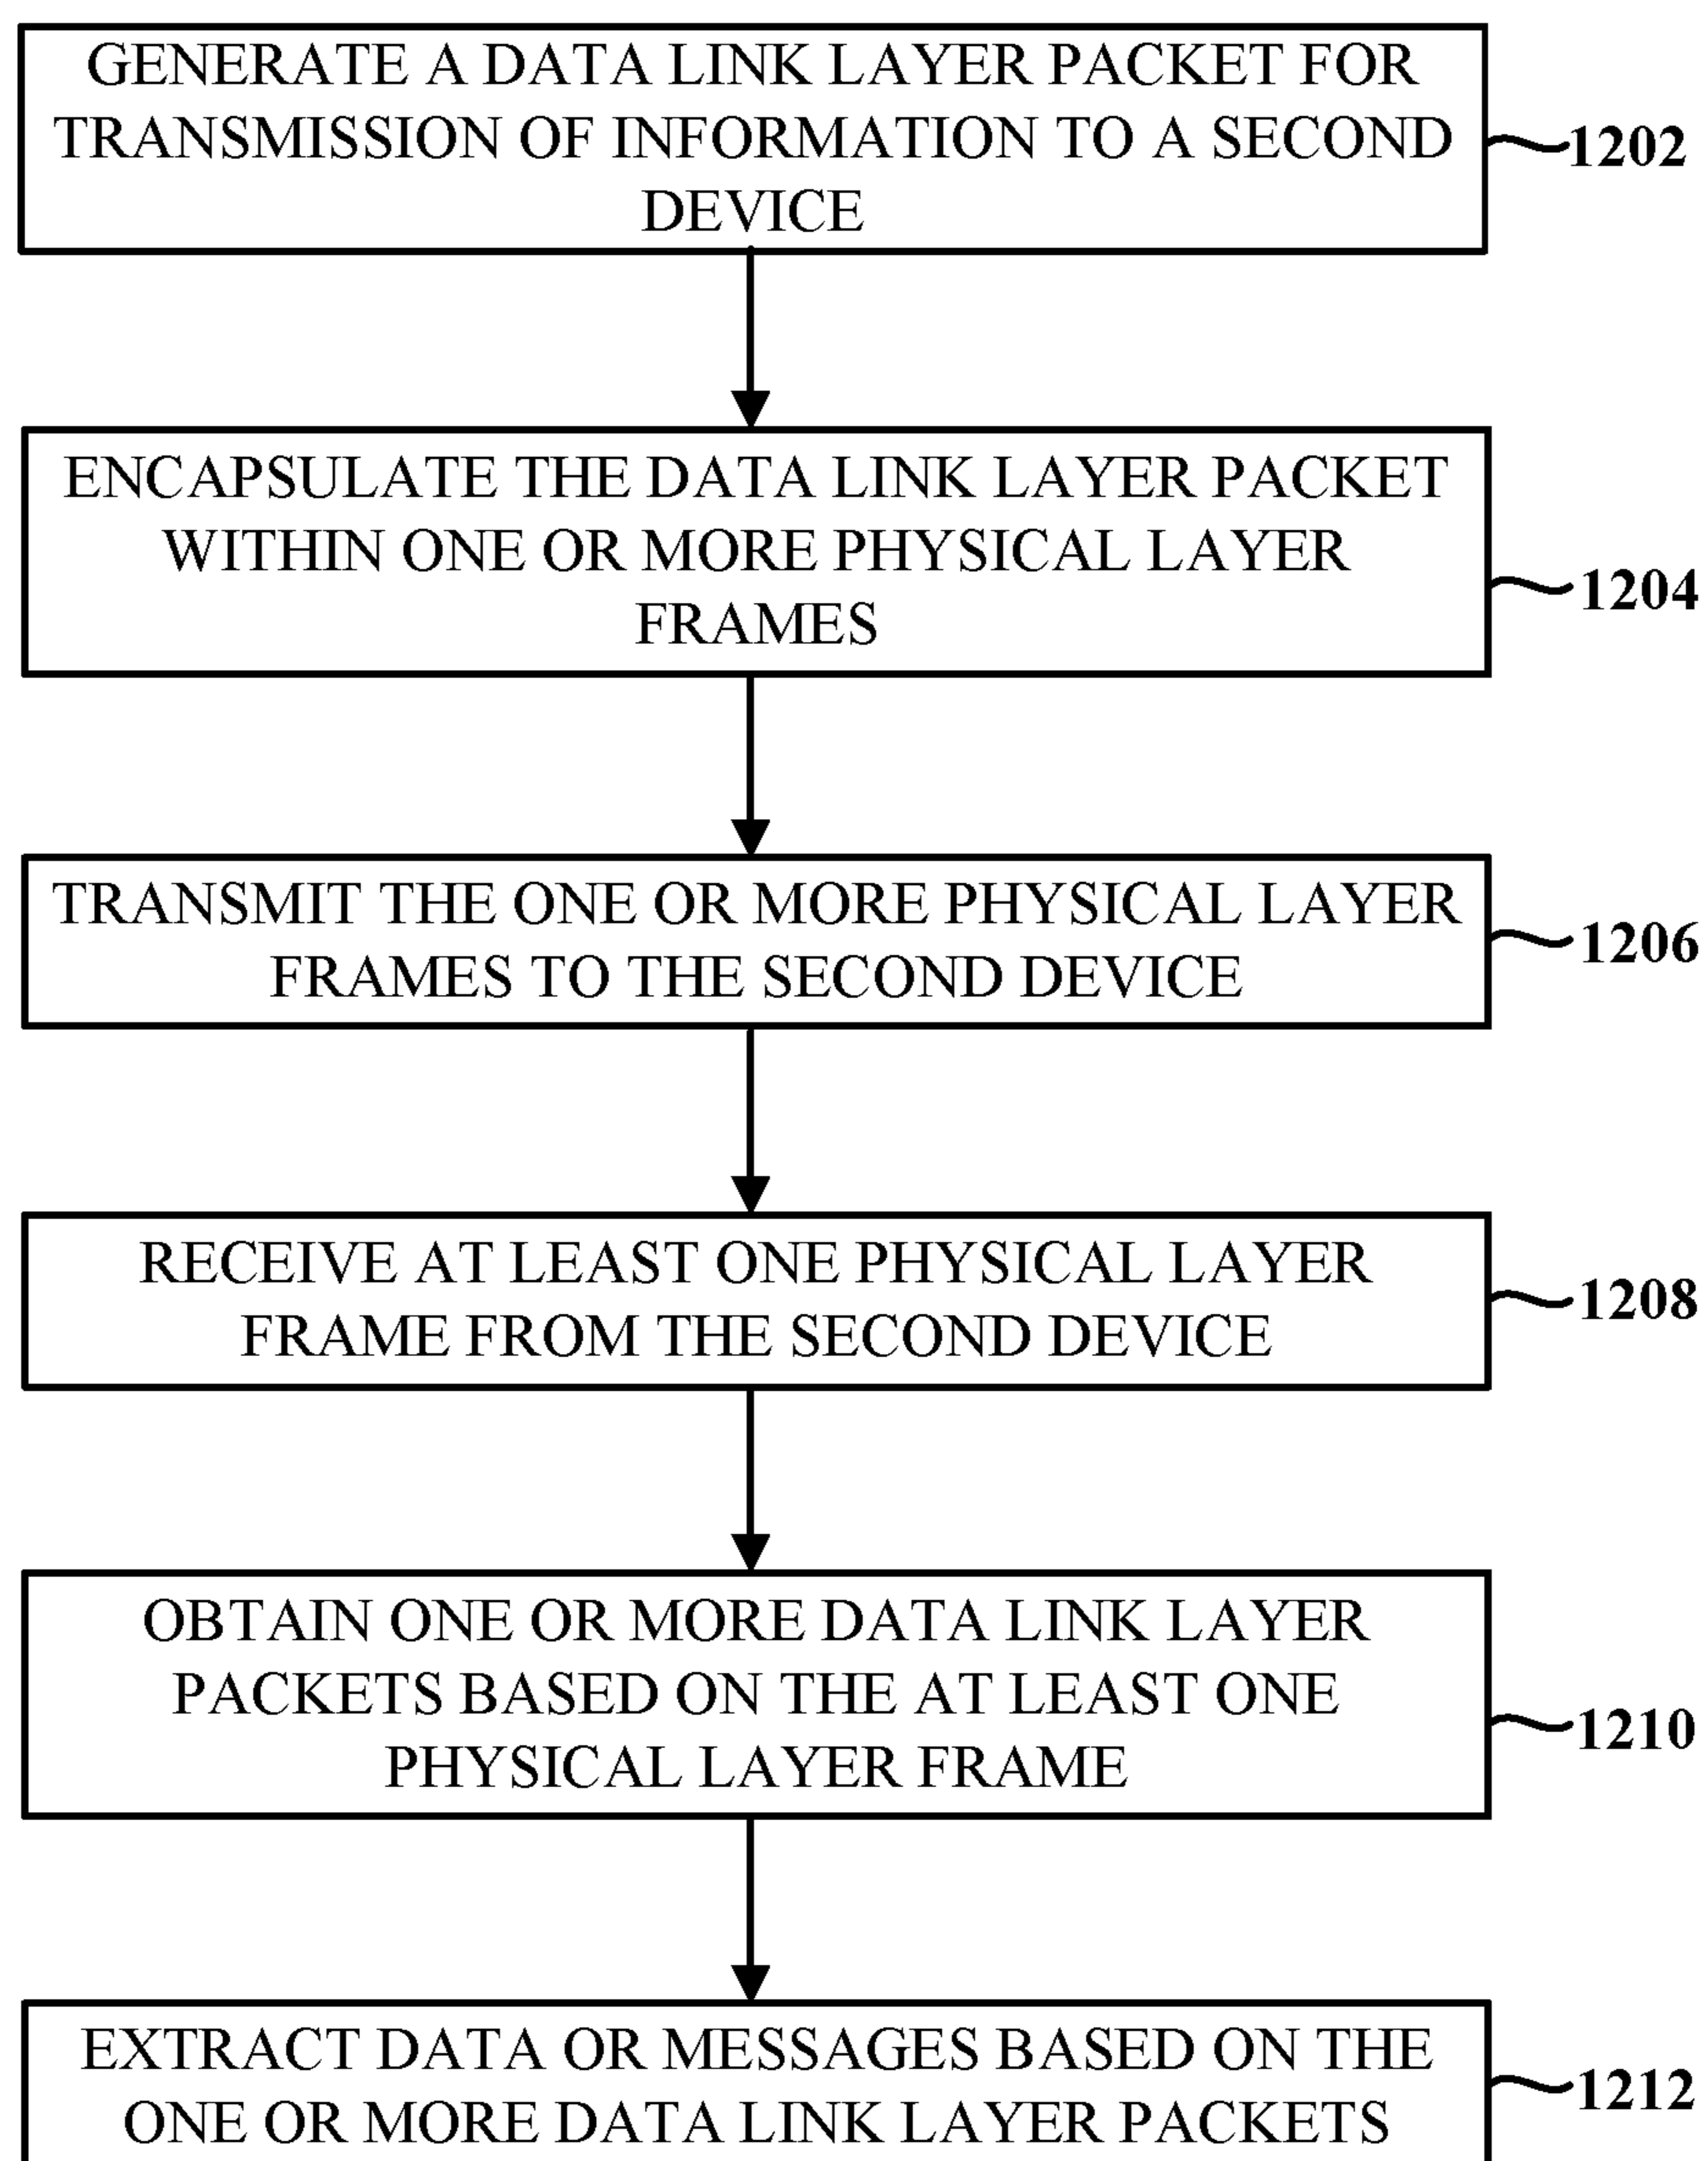 GENERATE A DATA LINK LAYER PACKET FOR
TRANSMISSION OF INFORMATION TO A SECOND
DEVICE
1202
ENCAPSULATE THE DATA LINK LAYER PACKET
WITHIN ONE OR MORE PHYSICAL LAYER
FRAMES
1204
TRANSMIT THE ONE OR MORE PHYSICAL LAYER
FRAMES TO THE SECOND DEVICE
1206
RECEIVE AT LEAST ONE PHYSICAL LAYER
FRAME FROM THE SECOND DEVICE
1208
OBTAIN ONE OR MORE DATA LINK LAYER
PACKETS BASED ON THE AT LEAST ONE
PHYSICAL LAYER FRAME
1210
EXTRACT DATA OR MESSAGES BASED ON THE
ONE OR MORE DATA LINK LAYER PACKETS
1212